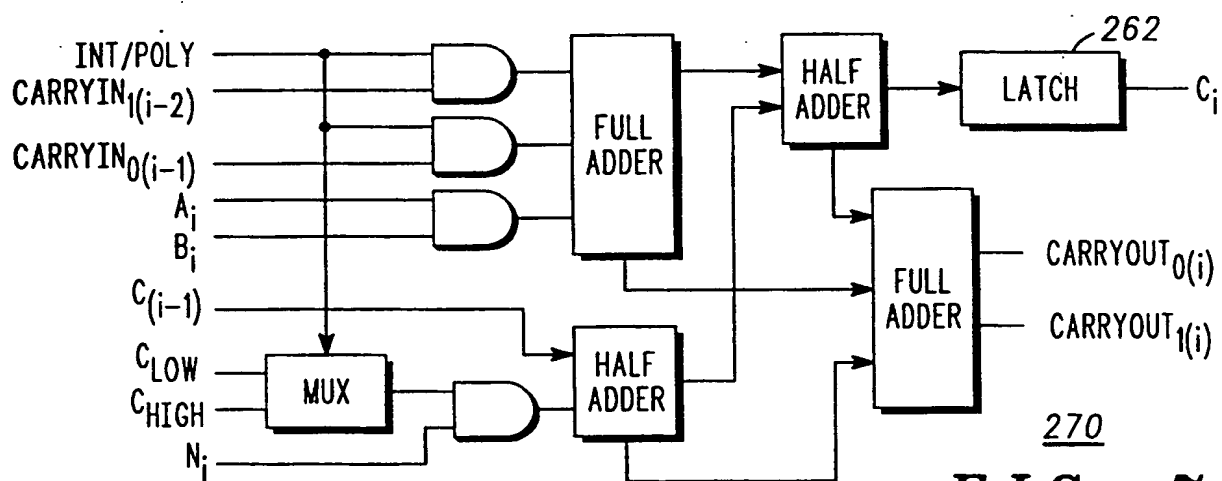 INT/POLY
CARRYIN1(i-2)
CARRYIN0(i-1)
Ai
Bi
C(i-1)
CLOW
CHIGH
Ni
MUX
FULL
ADDER
HALF
ADDER
HALF
ADDER
262
LATCH
Ci
FULL
ADDER
CARRYOUT0(i)
CARRYOUT1(i)
270